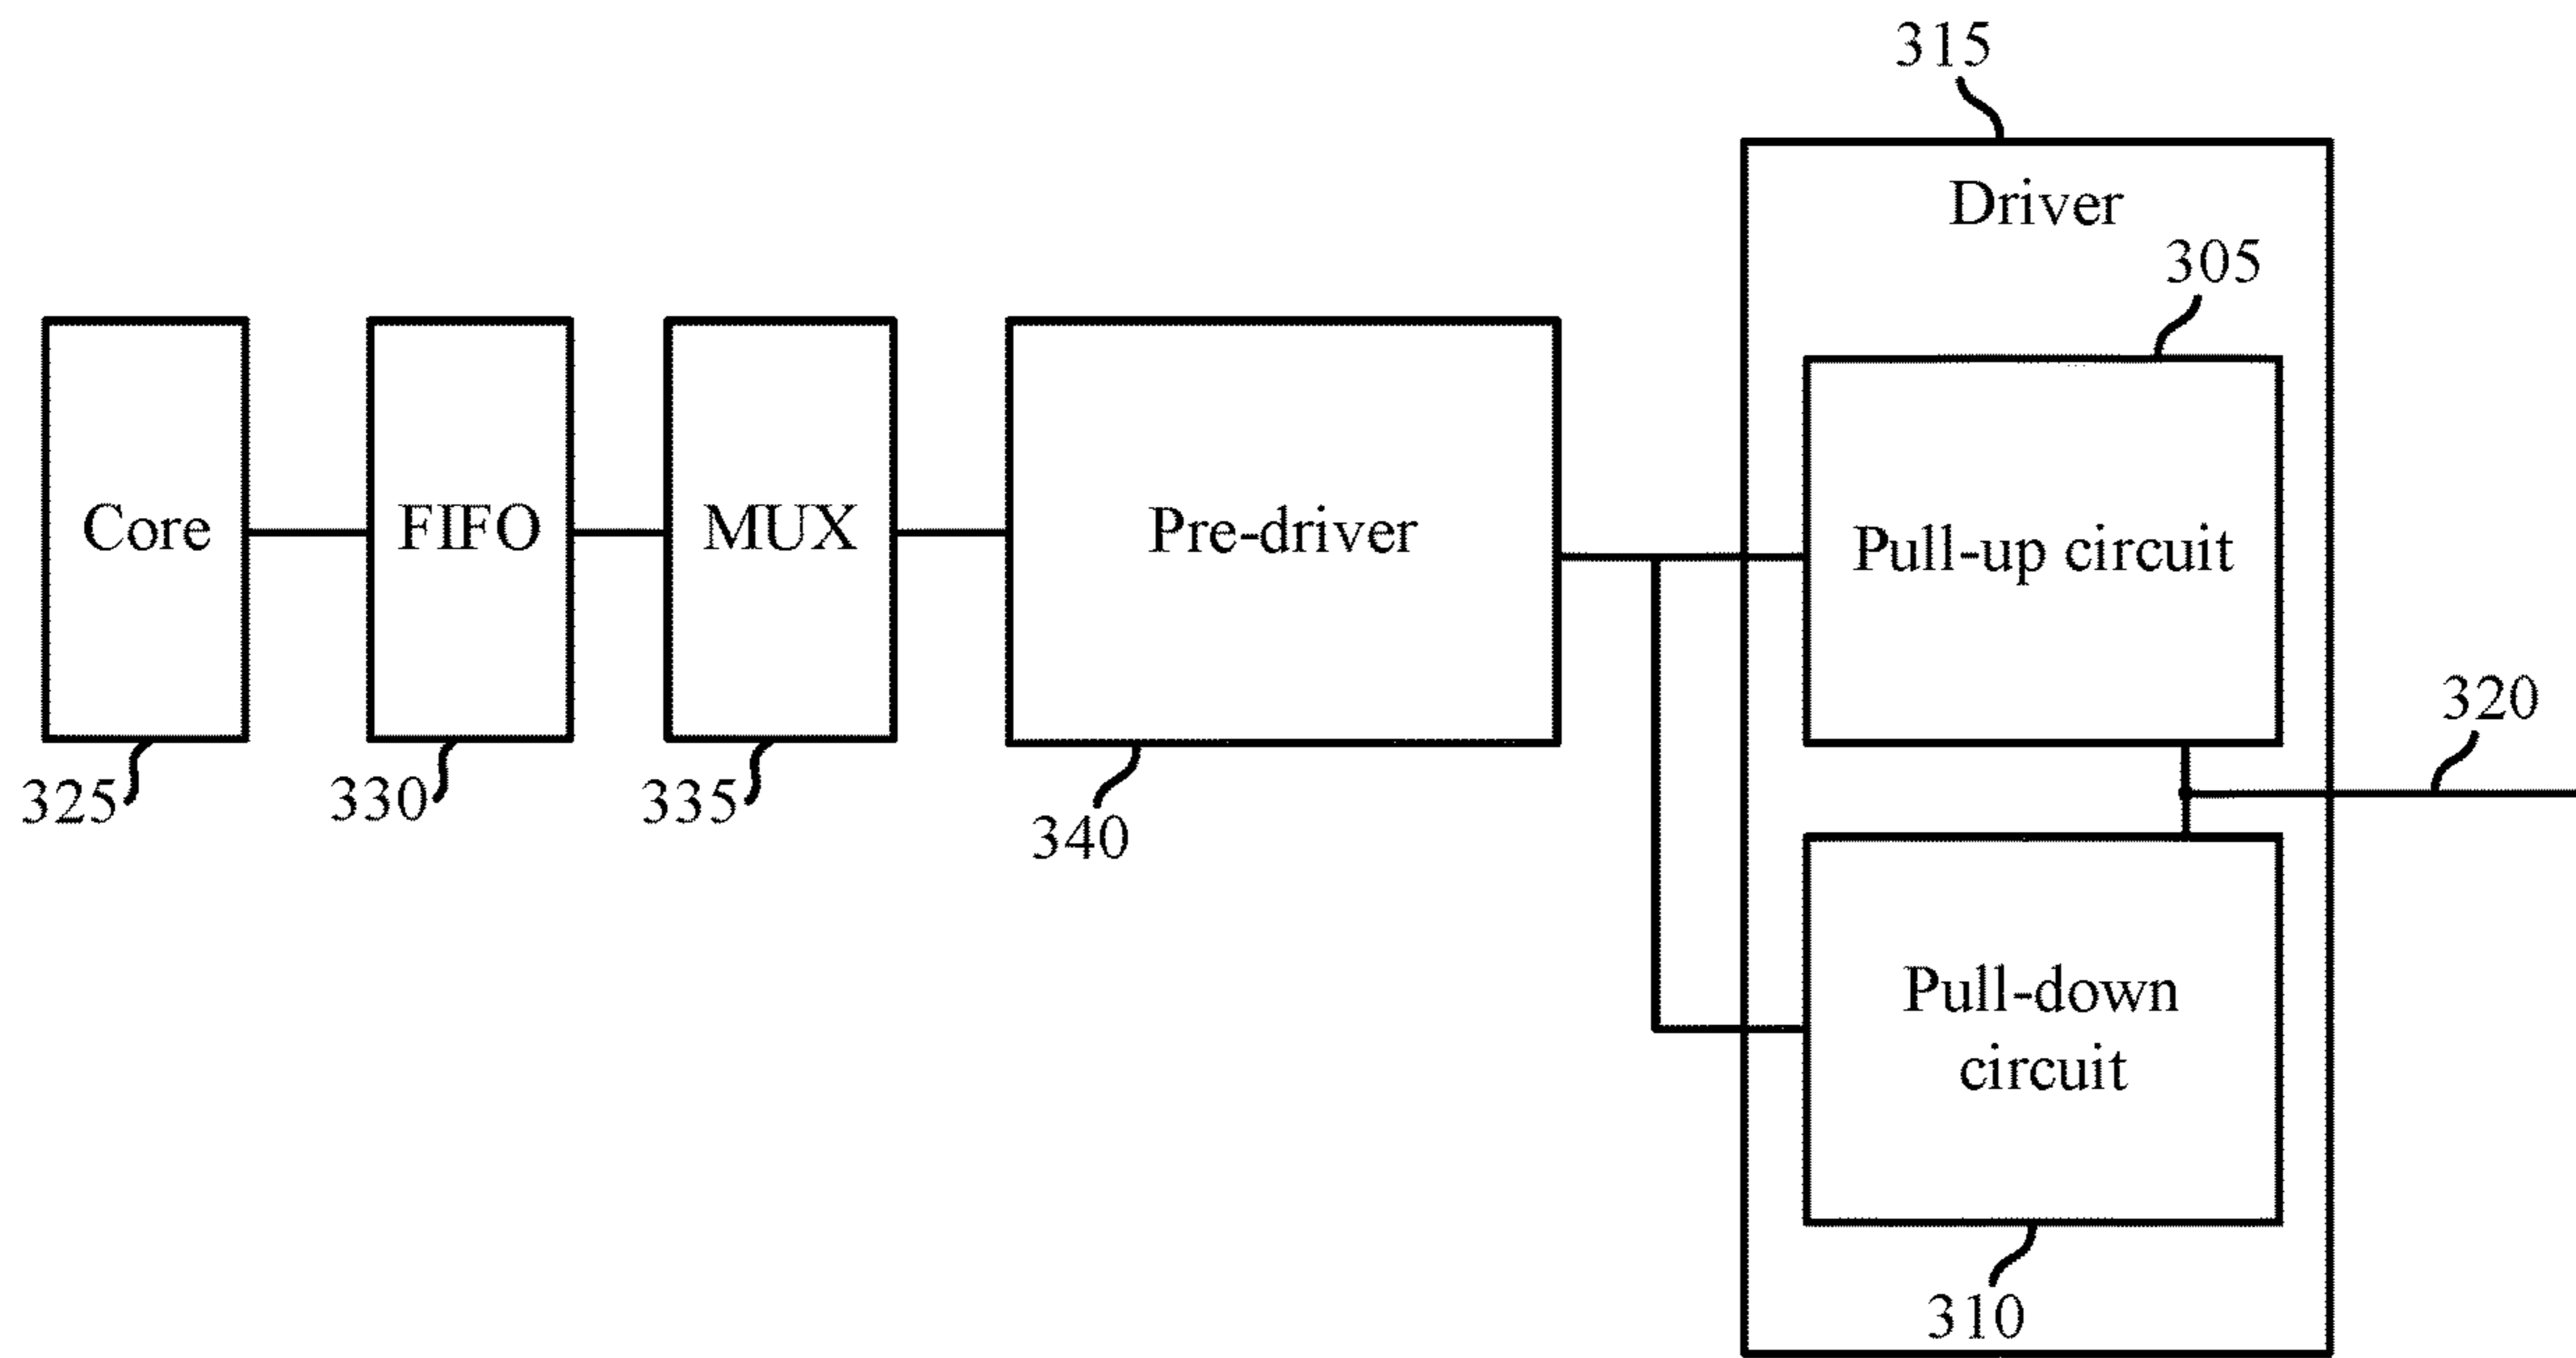 315
Driver
305
Core
FIFO
MUX
Pre-driver
Pull-up circuit
320
325
330
335
340
Pull-down
circuit
310